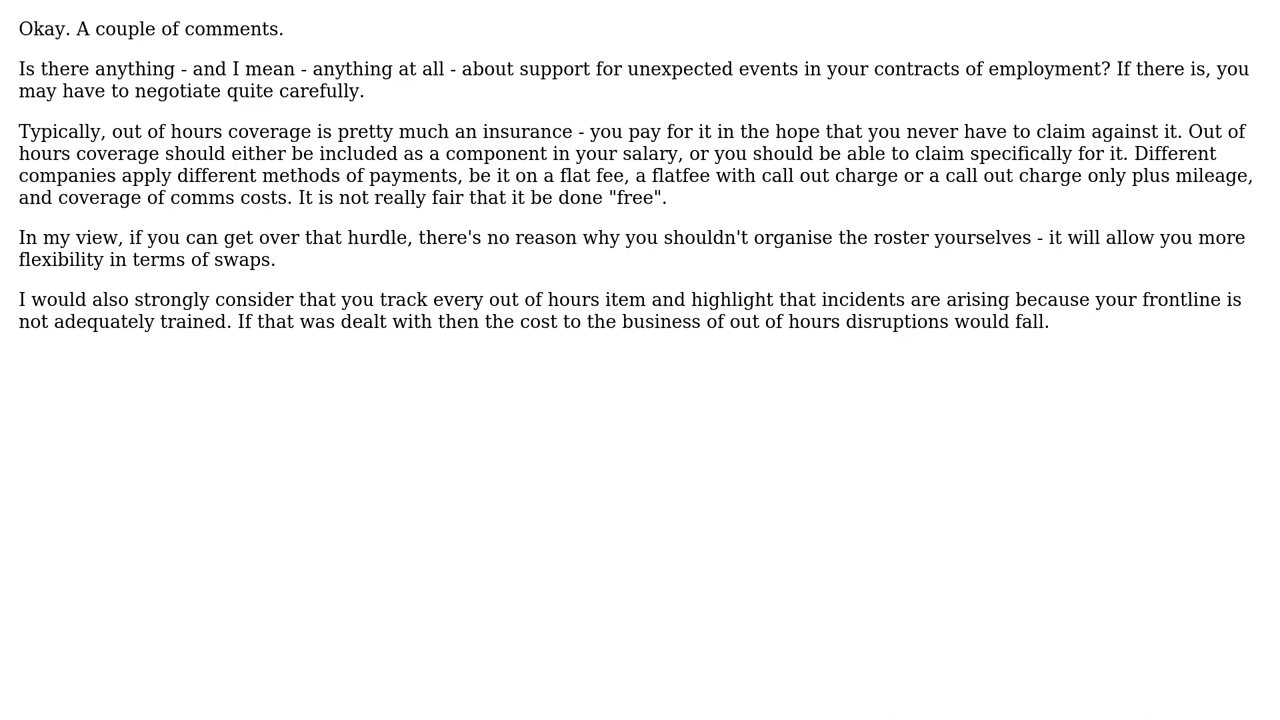 Okay. A couple of comments.
Is there anything - and I mean - anything at all - about support for unexpected events in your contracts of employment? If there is, you
may have to negotiate quite carefully.
Typically, out of hours coverage is pretty much an insurance - you pay for it in the hope that you never have to claim against it. Out of
hours coverage should either be included as a component in your salary, or you should be able to claim specifically for it. Different
companies apply different methods of payments, be it on a flat fee, a flatfee with call out charge or a call out charge only plus mileage,
and coverage of comms costs. It is not really fair that it be done "free".
In my view, if you can get over that hurdle, there's no reason why you shouldn't organise the roster yourselves - it will allow you more
flexibility in terms of swaps.
I would also strongly consider that you track every out of hours item and highlight that incidents are arising because your frontline is
not adequately trained. If that was dealt with then the cost to the business of out of hours disruptions would fall.